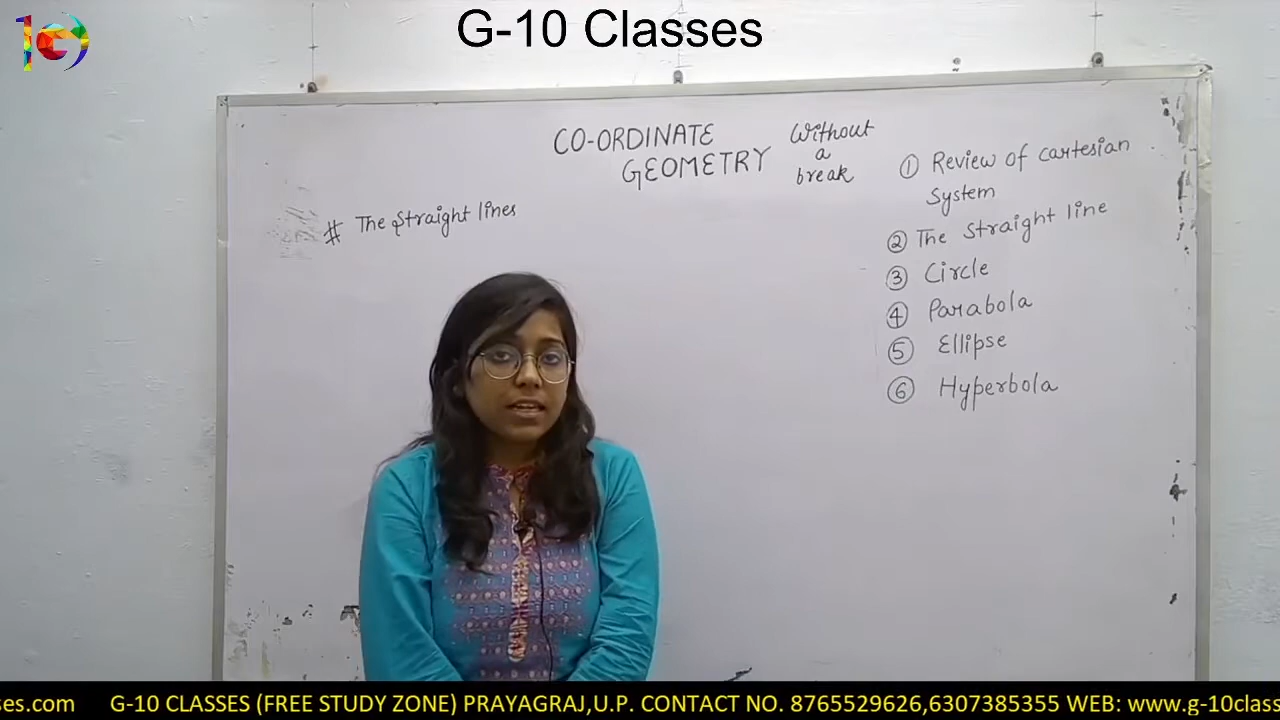 G-10 Classes
CO-ORDINATE
GEOMETRY
Without
a
break
# The Straight lines
① Review of cartesian
System
② The Straight line
③ Circle
④ Parabola
⑤ Ellipse
⑥ Hyperbola
ses.com G-10 CLASSES (FREE STUDY ZONE) PRAYAGRAJ,U.P. CONTACT NO. 8765529626,6307385355 WEB: www.g-10class